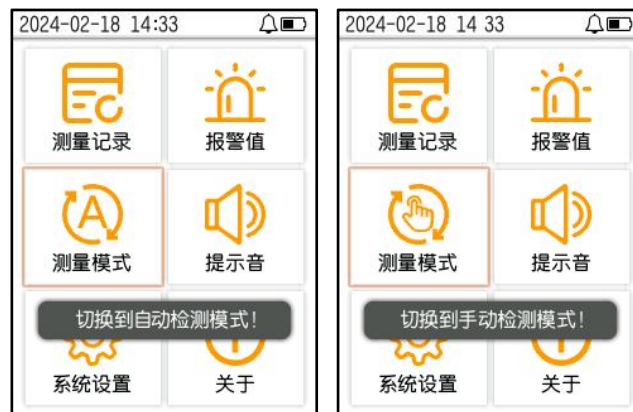 2024-02-18 14:33
测量记录
报警值
A
测量模式
提示音
切换到自动检测模式！
系统设置
关于
2024-02-18 14 33
测量记录
报警值
测量模式
提示音
切换到手动检测模式！
系统设置
关于